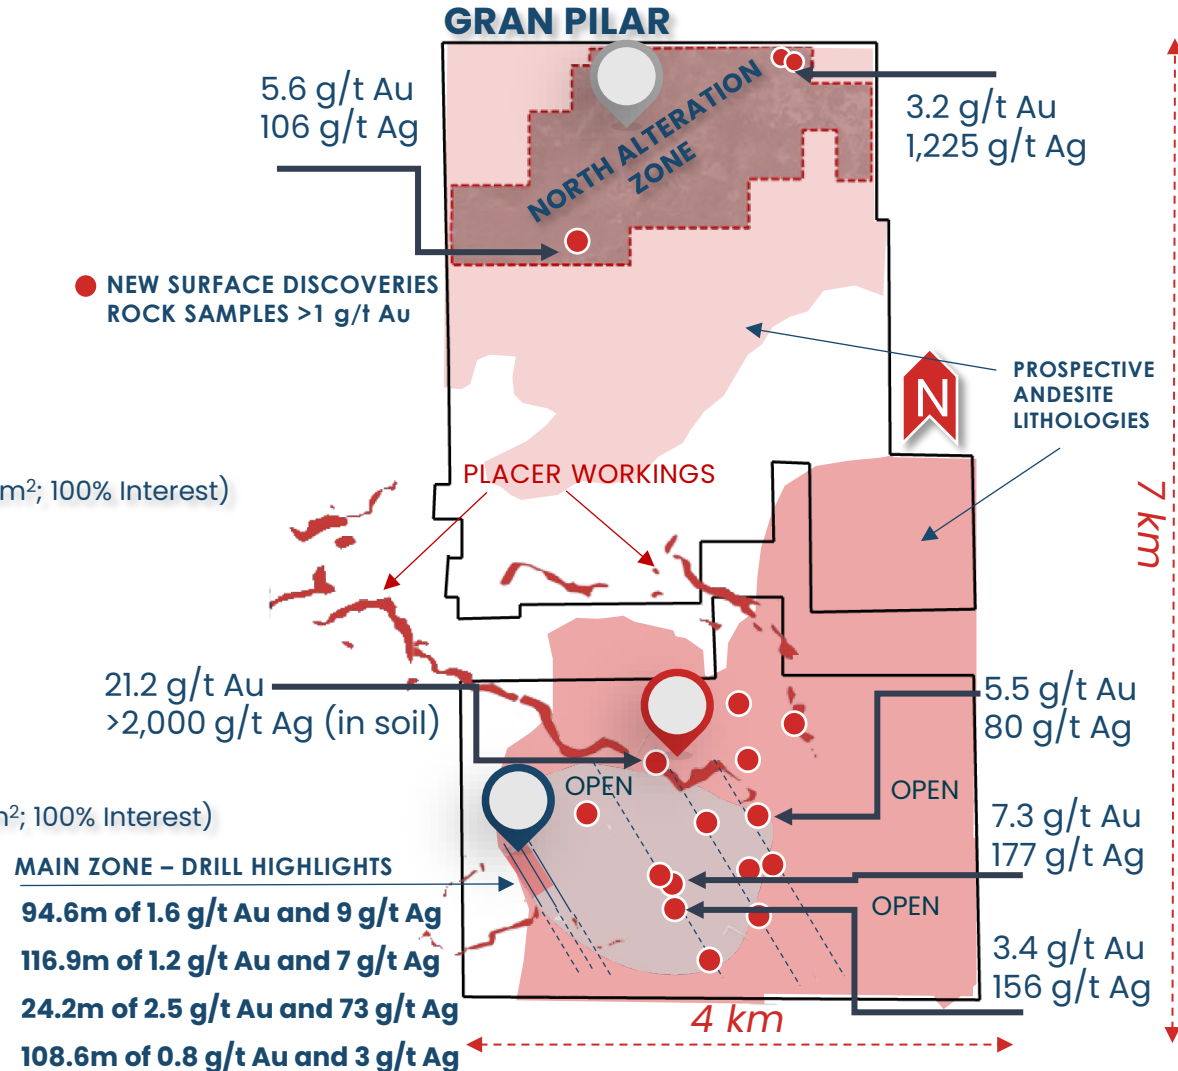 GRAN PILAR
5.6 g/t Au
106 g/t Ag
3.2 g/t Au
1,225 g/t Ag
NORTH ALTERATION
ZONE
NEW SURFACE DISCOVERIES
ROCK SAMPLES >1 g/t Au
PROSPECTIVE
ANDESITE
LITHOLOGIES
N
7 km
PLACER WORKINGS
m²; 100% Interest)
21.2 g/t Au
>2,000 g/t Ag (in soil)
5.5 g/t Au
80 g/t Ag
OPEN
OPEN
7.3 g/t Au
177 g/t Ag
m²; 100% Interest)
MAIN ZONE – DRILL HIGHLIGHTS
94.6m of 1.6 g/t Au and 9 g/t Ag
116.9m of 1.2 g/t Au and 7 g/t Ag
24.2m of 2.5 g/t Au and 73 g/t Ag
108.6m of 0.8 g/t Au and 3 g/t Ag
OPEN
3.4 g/t Au
156 g/t Ag
4 km